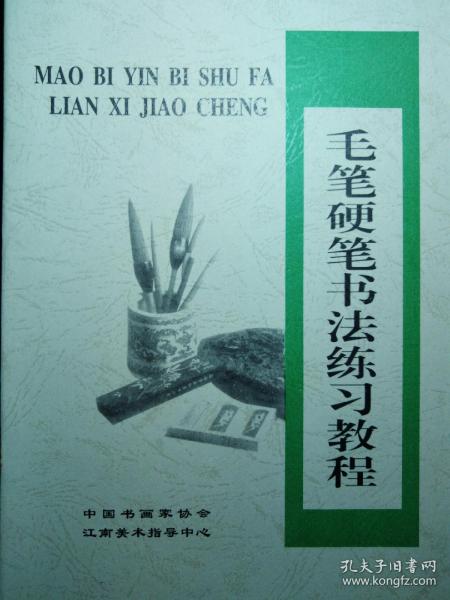 MAO BI YIN BI SHU FA
LIAN XI JIAO CHENG
毛笔硬笔书法练习教程
中国书画家协会
江南美术指导中心
孔夫子旧书网
www.kongfz.com